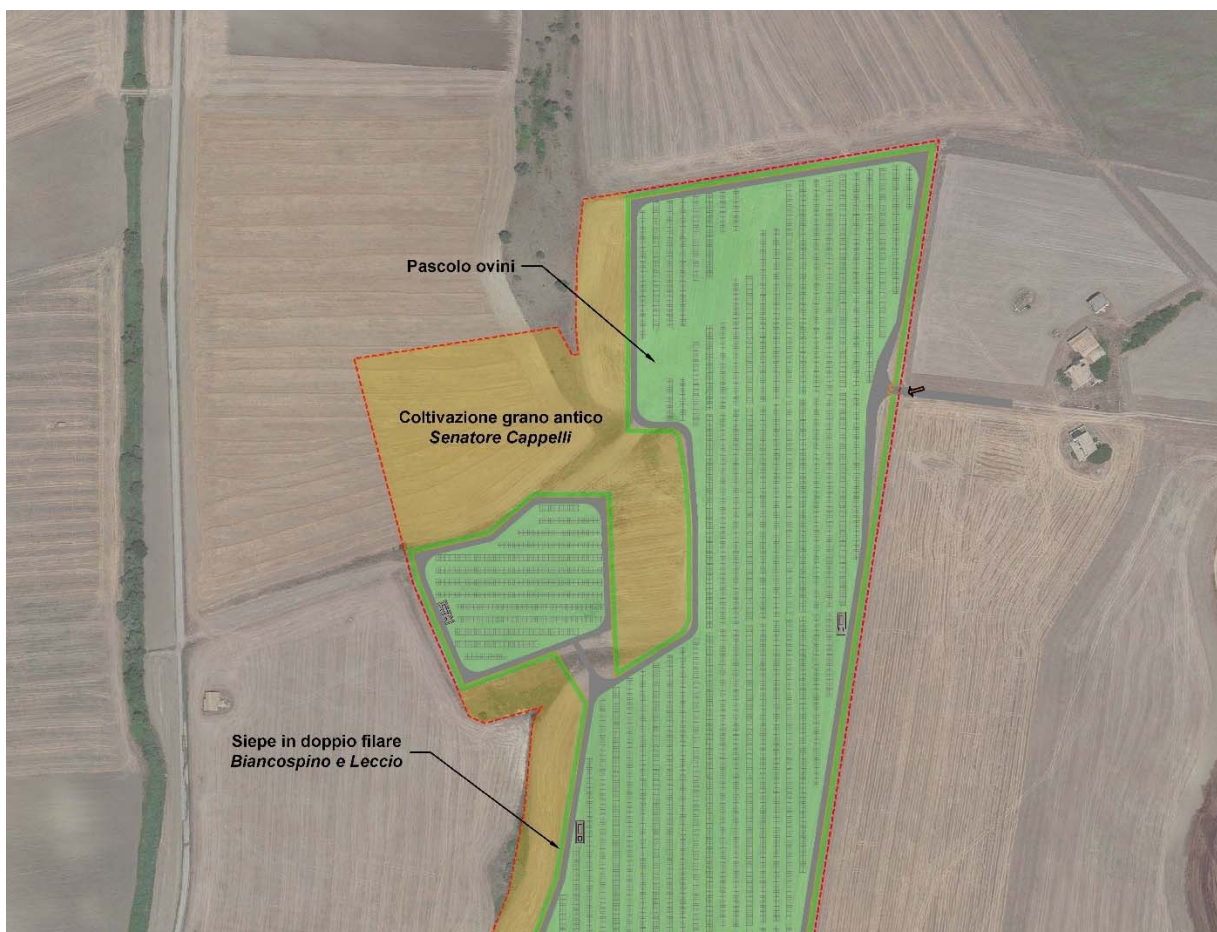 Pascolo ovini
Coltivazione grano antico
Senatore Cappelli
Siepe in doppio filare
Biancospino e Leccio